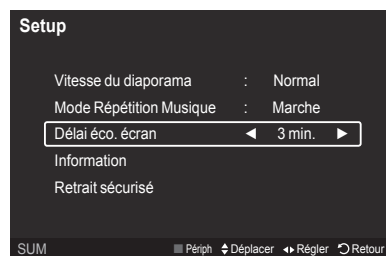 Setup
Vitesse du diaporama : Normal
Mode Répétition Musique : Marche
Délai éco. écran ◄ 3 min. ►
Information
Retrait sécurisé
SUM Périph Déplacer Régler Retour